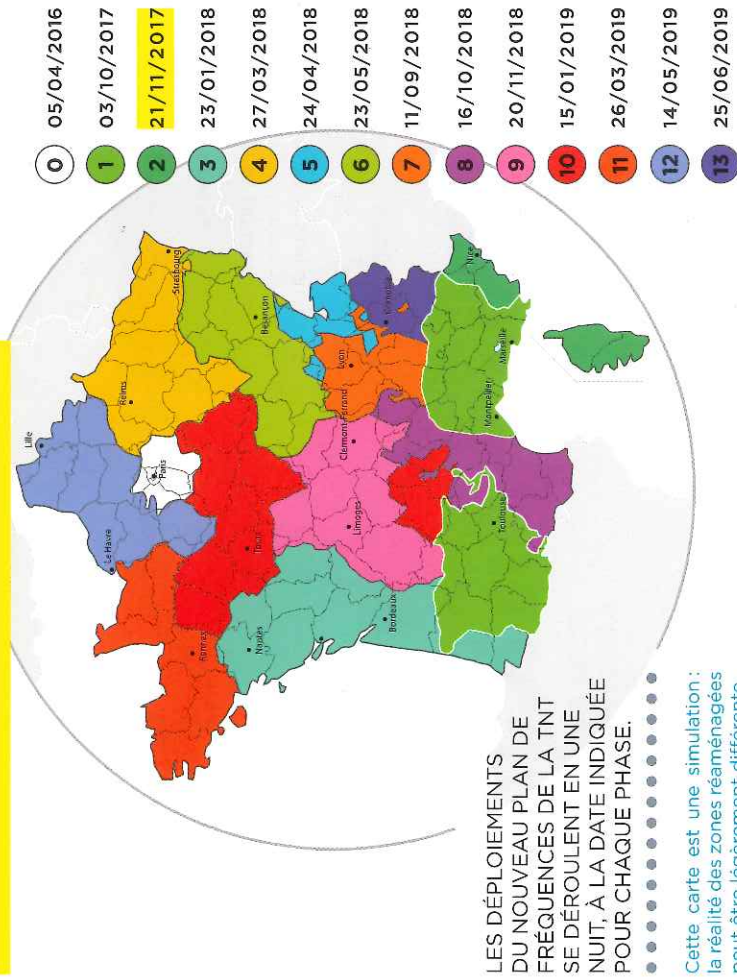 0 05/04/2016
1 03/10/2017
2 21/11/2017
3 23/01/2018
4 27/03/2018
5 24/04/2018
6 23/05/2018
7 11/09/2018
8 16/10/2018
9 20/11/2018
10 15/01/2019
11 26/03/2019
12 14/05/2019
13 25/06/2019
Lille
Le Havre
Reims
Paris
Strasbourg
Rennes
Tours
Besançon
Nantes
Limoges
Clermont-Ferrand
Lyon
Grenoble
Bordeaux
Toulouse
Montpellier
Marseille
Nice
LES DÉPLOIEMENTS
DU NOUVEAU PLAN DE
FRÉQUENCES DE LA TNT
SE DÉROULENT EN UNE
NUIT, À LA DATE INDIQUÉE
POUR CHAQUE PHASE.
Cette carte est une simulation :
la réalité des zones réaménagées
peut être légèrement différente